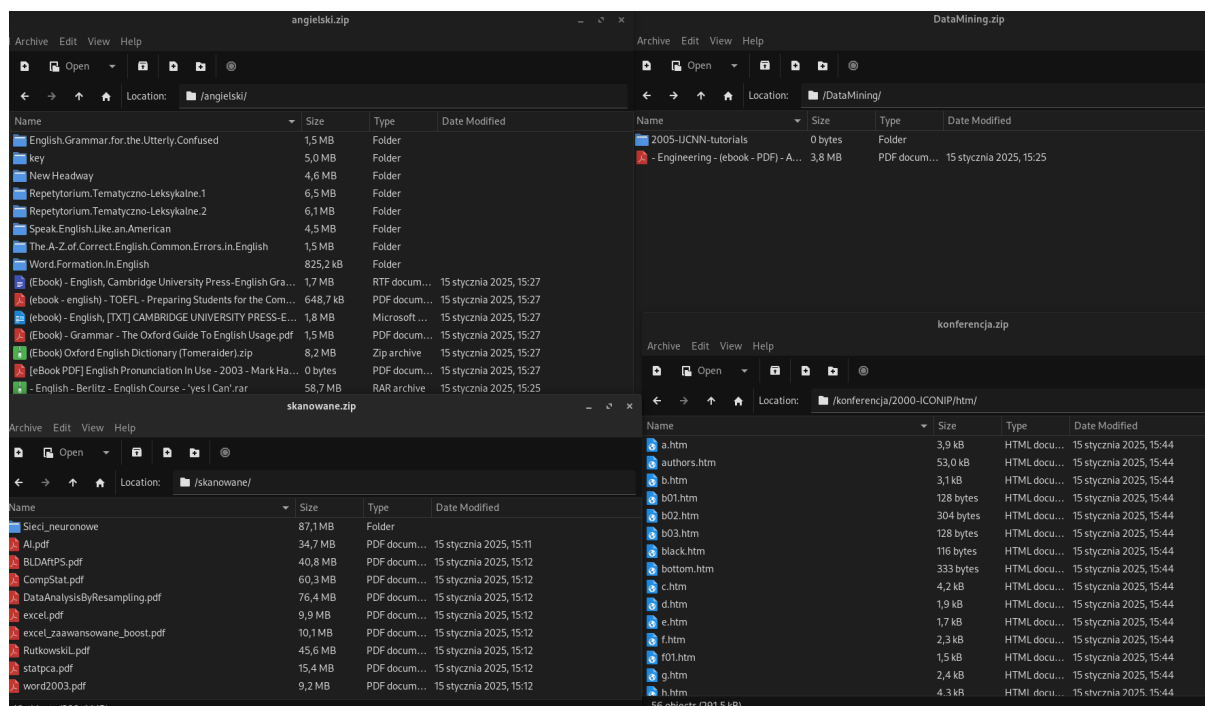 angielski.zip
Archive Edit View Help
Open
Location: /angielski/
Name Size Type Date Modified
English.Grammar.for.the.Utterly.Confused 1,5 MB Folder
key 5,0 MB Folder
New Headway 4,6 MB Folder
Repetytorium.Tematyczno-Leksykalne.1 6,5 MB Folder
Repetytorium.Tematyczno-Leksykalne.2 6,1 MB Folder
Speak.English.Like.an.American 4,5 MB Folder
The.A-Z.of.Correct.English.Common.Errors.in.English 1,5 MB Folder
Word.Formation.In.English 825,2 kB Folder
(Ebook) - English, Cambridge University Press-English Gra... 1,7 MB RTF docum... 15 stycznia 2025, 15:27
(ebook - english) - TOEFL - Preparing Students for the Com... 648,7 kB PDF docum... 15 stycznia 2025, 15:27
(ebook) - English, [TXT] CAMBRIDGE UNIVERSITY PRESS-E... 1,8 MB Microsoft ... 15 stycznia 2025, 15:27
(Ebook) - Grammar - The Oxford Guide To English Usage.pdf 1,5 MB PDF docum... 15 stycznia 2025, 15:27
(Ebook) Oxford English Dictionary (Tomeraider).zip 8,2 MB Zip archive 15 stycznia 2025, 15:27
[eBook PDF] English Pronunciation In Use - 2003 - Mark Ha... 0 bytes PDF docum... 15 stycznia 2025, 15:27
- English - Berlitz - English Course - 'yes I Can'.rar 58,7 MB RAR archive 15 stycznia 2025, 15:25
DataMining.zip
Archive Edit View Help
Open
Location: /DataMining/
Name Size Type Date Modified
2005-IJCNN-tutorials 0 bytes Folder
- Engineering - (ebook - PDF) - A... 3,8 MB PDF docum... 15 stycznia 2025, 15:25
skanowane.zip
Archive Edit View Help
Open
Location: /skanowane/
Name Size Type Date Modified
Sieci_neuronowe 87,1 MB Folder
AI.pdf 34,7 MB PDF docum... 15 stycznia 2025, 15:11
BLDAftPS.pdf 40,8 MB PDF docum... 15 stycznia 2025, 15:12
CompStat.pdf 60,3 MB PDF docum... 15 stycznia 2025, 15:12
DataAnalysisByResampling.pdf 76,4 MB PDF docum... 15 stycznia 2025, 15:12
excel.pdf 9,9 MB PDF docum... 15 stycznia 2025, 15:12
excel_zaawansowane_boost.pdf 10,1 MB PDF docum... 15 stycznia 2025, 15:12
RutkowskiL.pdf 45,6 MB PDF docum... 15 stycznia 2025, 15:12
statpca.pdf 15,4 MB PDF docum... 15 stycznia 2025, 15:12
word2003.pdf 9,2 MB PDF docum... 15 stycznia 2025, 15:12
konferencja.zip
Archive Edit View Help
Open
Location: /konferencja/2000-ICONIP/htm/
Name Size Type Date Modified
a.htm 3,9 kB HTML docu... 15 stycznia 2025, 15:44
authors.htm 53,0 kB HTML docu... 15 stycznia 2025, 15:44
b.htm 3,1 kB HTML docu... 15 stycznia 2025, 15:44
b01.htm 128 bytes HTML docu... 15 stycznia 2025, 15:44
b02.htm 304 bytes HTML docu... 15 stycznia 2025, 15:44
b03.htm 128 bytes HTML docu... 15 stycznia 2025, 15:44
black.htm 116 bytes HTML docu... 15 stycznia 2025, 15:44
bottom.htm 333 bytes HTML docu... 15 stycznia 2025, 15:44
c.htm 4,2 kB HTML docu... 15 stycznia 2025, 15:44
d.htm 1,9 kB HTML docu... 15 stycznia 2025, 15:44
e.htm 1,7 kB HTML docu... 15 stycznia 2025, 15:44
f.htm 2,3 kB HTML docu... 15 stycznia 2025, 15:44
f01.htm 1,5 kB HTML docu... 15 stycznia 2025, 15:44
g.htm 2,4 kB HTML docu... 15 stycznia 2025, 15:44
h.htm 4,3 kB HTML docu... 15 stycznia 2025, 15:44
56 objects (291,5 kB)